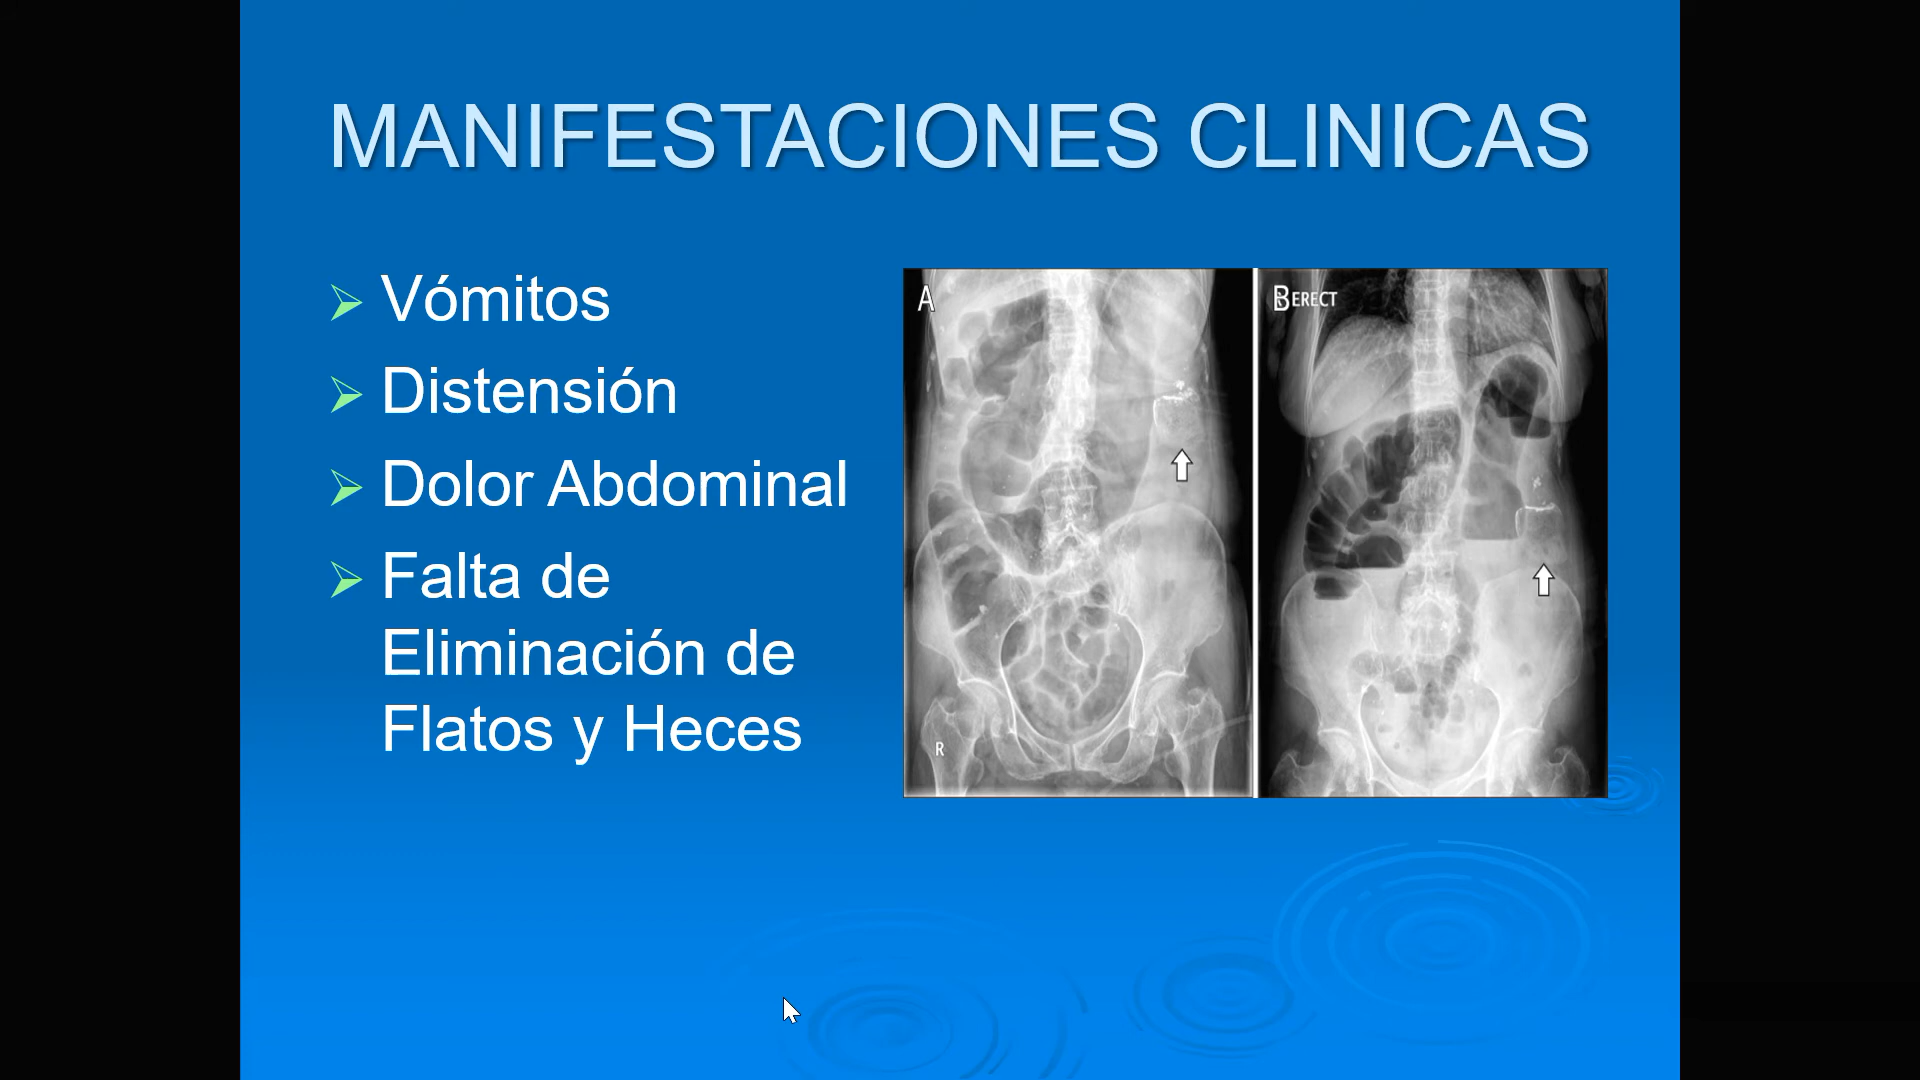 MANIFESTACIONES CLINICAS
Vómitos
Distensión
Dolor Abdominal
Falta de
Eliminación de
Flatos y Heces
A
R
B ERECT